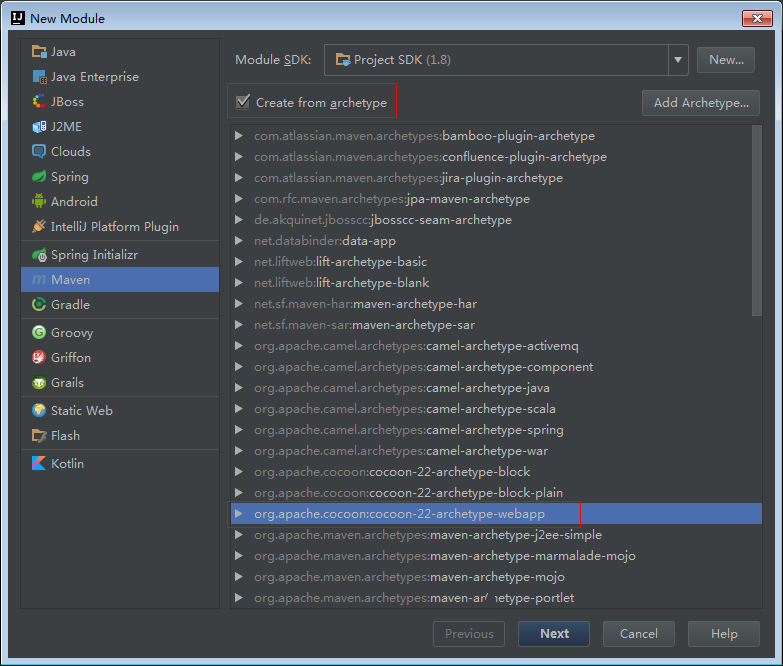 New Module
Java
Java Enterprise
JBoss
J2ME
Clouds
Spring
Android
IntelliJ Platform Plugin
Spring Initializr
Maven
Gradle
Groovy
Griffon
Grails
Static Web
Flash
Kotlin
Module SDK: Project SDK (1.8) New...
Create from archetype Add Archetype...
com.atlassian.maven.archetypes:bamboo-plugin-archetype
com.atlassian.maven.archetypes:confluence-plugin-archetype
com.atlassian.maven.archetypes:jira-plugin-archetype
com.rfc.maven.archetypes:jpa-maven-archetype
de.akquinet.jbosscc:jbosscc-seam-archetype
net.databinder:data-app
net.liftweb:lift-archetype-basic
net.liftweb:lift-archetype-blank
net.sf.maven-har:maven-archetype-har
net.sf.maven-sar:maven-archetype-sar
org.apache.camel.archetypes:camel-archetype-activemq
org.apache.camel.archetypes:camel-archetype-component
org.apache.camel.archetypes:camel-archetype-java
org.apache.camel.archetypes:camel-archetype-scala
org.apache.camel.archetypes:camel-archetype-spring
org.apache.camel.archetypes:camel-archetype-war
org.apache.cocoon:cocoon-22-archetype-block
org.apache.cocoon:cocoon-22-archetype-block-plain
org.apache.cocoon:cocoon-22-archetype-webapp
org.apache.maven.archetypes:maven-archetype-j2ee-simple
org.apache.maven.archetypes:maven-archetype-marmalade-mojo
org.apache.maven.archetypes:maven-archetype-mojo
org.apache.maven.archetypes:maven-archetype-portlet
Previous Next Cancel Help